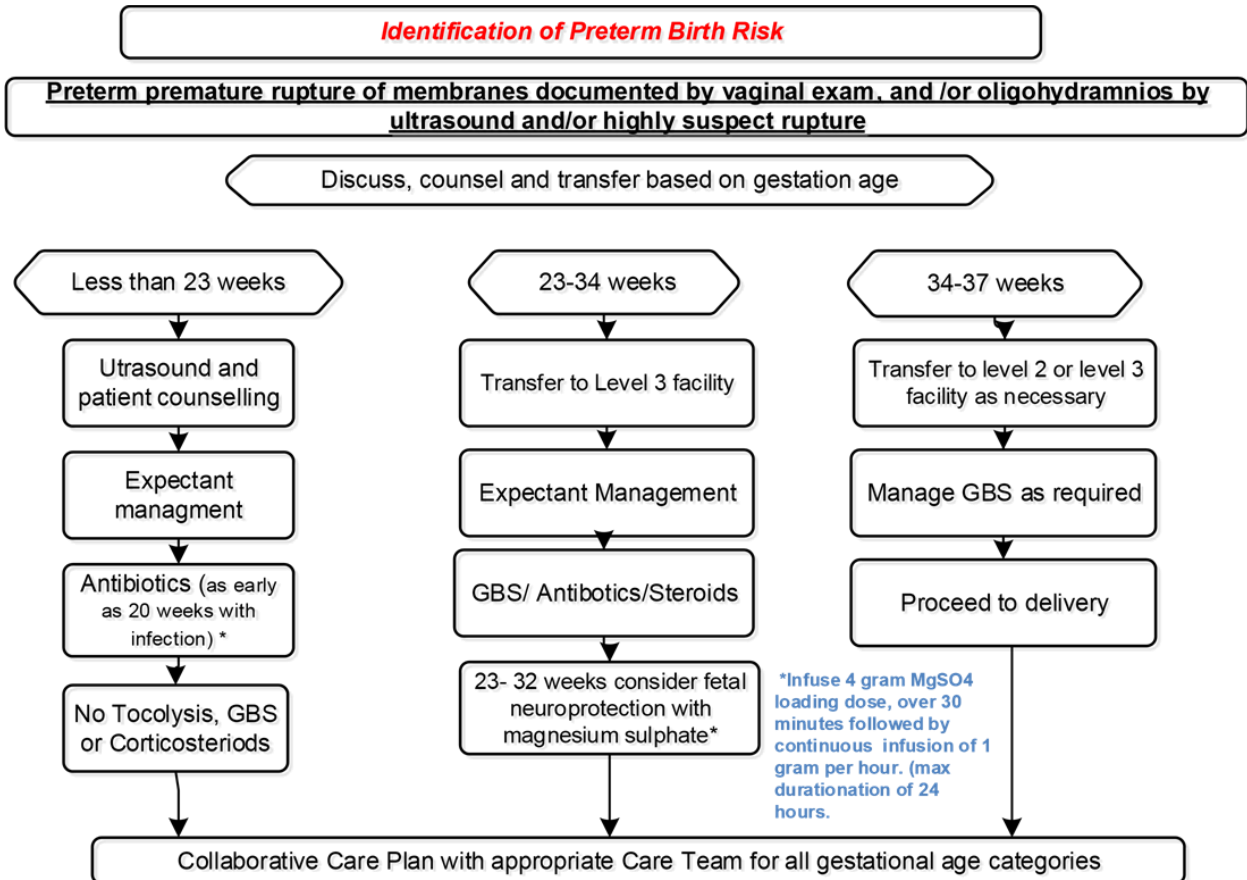 Identification of Preterm Birth Risk
Preterm premature rupture of membranes documented by vaginal exam, and /or oligohydramnios by
ultrasound and/or highly suspect rupture
Discuss, counsel and transfer based on gestation age
Less than 23 weeks
Utrasound and
patient counselling
Expectant
managment
Antibiotics (as early
as 20 weeks with
infection) *
No Tocolysis, GBS
or Corticosteriods
23-34 weeks
Transfer to Level 3 facility
Expectant Management
GBS/ Antibotics/Steroids
23- 32 weeks consider fetal
neuroprotection with
magnesium sulphate*
34-37 weeks
Transfer to level 2 or level 3
facility as necessary
Manage GBS as required
Proceed to delivery
*Infuse 4 gram MgSO4
loading dose, over 30
minutes followed by
continuous infusion of 1
gram per hour. (max
durationation of 24
hours.
Collaborative Care Plan with appropriate Care Team for all gestational age categories